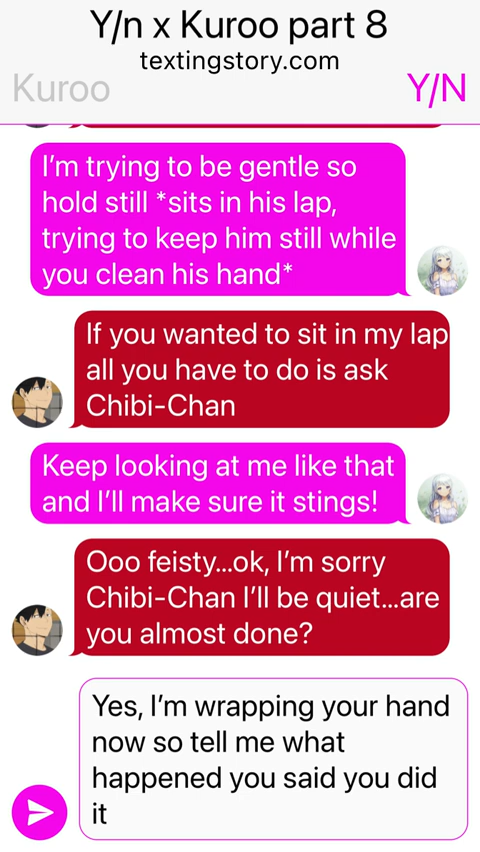 Y/n x Kuroo part 8
textingstory.com
Kuroo
Y/N
I'm trying to be gentle so
hold still *sits in his lap,
trying to keep him still while
you clean his hand*
If you wanted to sit in my lap
all you have to do is ask
Chibi-Chan
Keep looking at me like that
and I'll make sure it stings!
Ooo feisty...ok, I'm sorry
Chibi-Chan I'll be quiet...are
you almost done?
Yes, I'm wrapping your hand
now so tell me what
happened you said you did
it